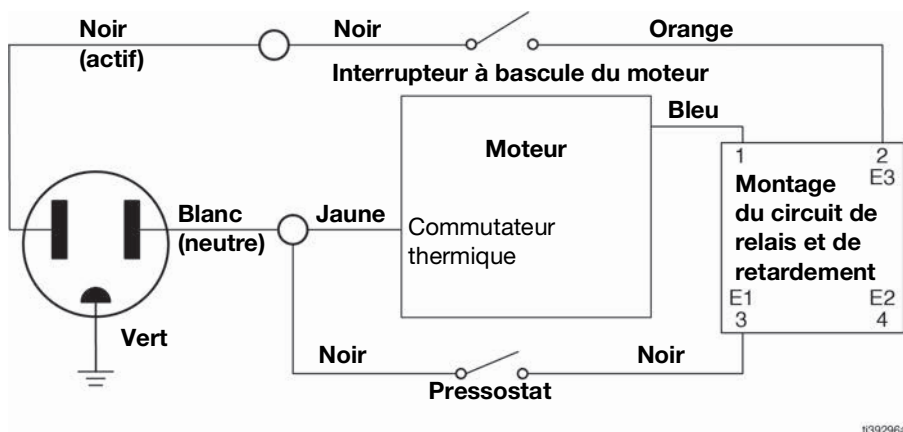 Noir
(actif)
Noir
Orange
Interrupteur à bascule du moteur
Bleu
Moteur
1 2
E3
Montage
du circuit de
relais et de
retardement
Blanc
(neutre)
Jaune
Commutateur
thermique
E1 E2
3 4
Vert
Noir
Noir
Pressostat
ti39296a